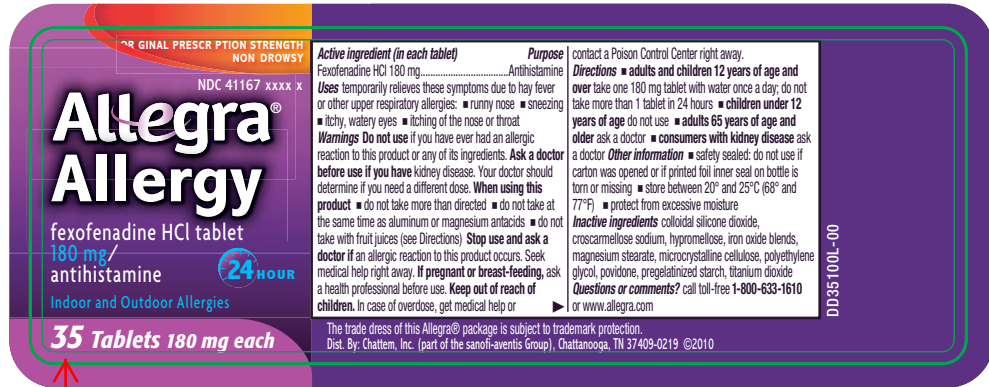 OR GINAL PRESCR PTION STRENGTH
NON DROWSY
NDC 41167 xxxx x
Allegra®
Allergy
fexofenadine HCl tablet
180 mg/
antihistamine
24 HOUR
Indoor and Outdoor Allergies
35 Tablets 180 mg each
Active ingredient (in each tablet) Purpose
Fexofenadine HCl 180 mg..................................Antihistamine
Uses temporarily relieves these symptoms due to hay fever
or other upper respiratory allergies: ■ runny nose ■ sneezing
■ itchy, watery eyes ■ itching of the nose or throat
Warnings Do not use if you have ever had an allergic
reaction to this product or any of its ingredients. Ask a doctor
before use if you have kidney disease. Your doctor should
determine if you need a different dose. When using this
product ■ do not take more than directed ■ do not take at
the same time as aluminum or magnesium antacids ■ do not
take with fruit juices (see Directions) Stop use and ask a
doctor if an allergic reaction to this product occurs. Seek
medical help right away. If pregnant or breast-feeding, ask
a health professional before use. Keep out of reach of
children. In case of overdose, get medical help or
contact a Poison Control Center right away.
Directions ■ adults and children 12 years of age and
over take one 180 mg tablet with water once a day; do not
take more than 1 tablet in 24 hours ■ children under 12
years of age do not use ■ adults 65 years of age and
older ask a doctor ■ consumers with kidney disease ask
a doctor Other information ■ safety sealed: do not use if
carton was opened or if printed foil inner seal on bottle is
torn or missing ■ store between 20° and 25°C (68° and
77°F) ■ protect from excessive moisture
Inactive ingredients colloidal silicone dioxide,
croscarmellose sodium, hypromellose, iron oxide blends,
magnesium stearate, microcrystalline cellulose, polyethylene
glycol, povidone, pregelatinized starch, titanium dioxide
Questions or comments? call toll-free 1-800-633-1610
or www.allegra.com
The trade dress of this Allegra® package is subject to trademark protection.
Dist. By: Chattem, Inc. (part of the sanofi-aventis Group), Chattanooga, TN 37409-0219 ©2010
DD35100L-00